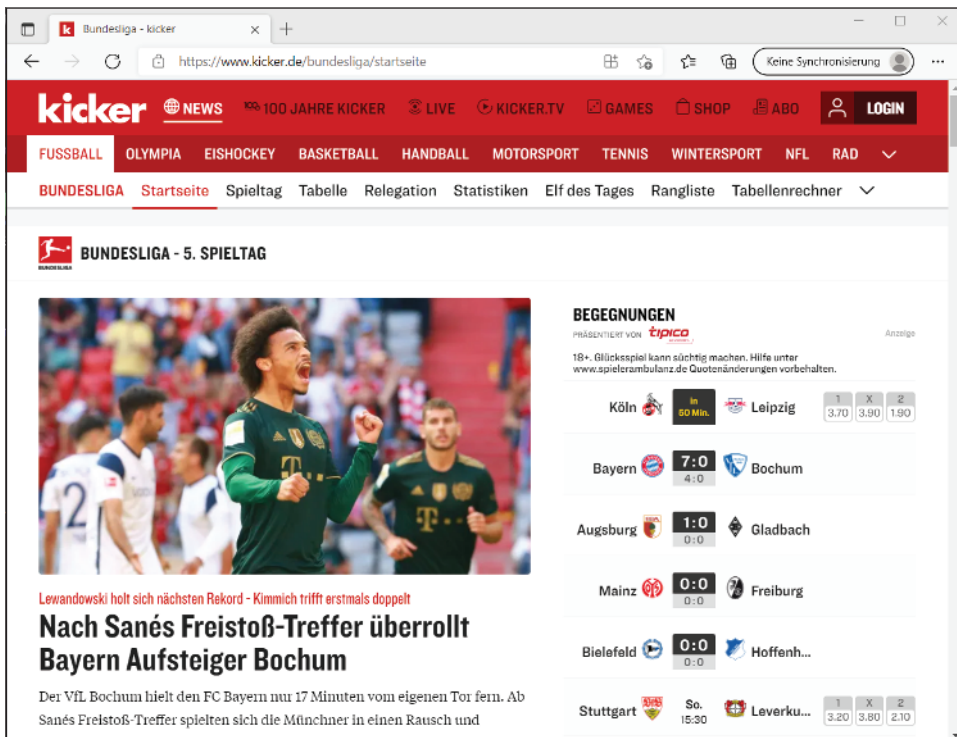 Bundesliga - kicker
https://www.kicker.de/bundesliga/startseite
Keine Synchronisierung
kicker NEWS 100 JAHRE KICKER LIVE KICKER.TV GAMES SHOP ABO LOGIN
FUSSBALL OLYMPIA EISHOCKEY BASKETBALL HANDBALL MOTORSPORT TENNIS WINTERSPORT NFL RAD
BUNDESLIGA Startseite Spieltag Tabelle Relegation Statistiken Elf des Tages Rangliste Tabellenrechner
BUNDESLIGA
BUNDESLIGA - 5. SPIELTAG
2
T
T
Lewandowski holt sich nächsten Rekord - Kimmich trifft erstmals doppelt
Nach Sanés Freistoß-Treffer überrollt
Bayern Aufsteiger Bochum
Der VfL Bochum hielt den FC Bayern nur 17 Minuten vom eigenen Tor fern. Ab
Sanés Freistoß-Treffer spielten sich die Münchner in einen Rausch und
BEGEGNUNGEN
PRÄSENTIERT VON tipico
Anzeige
18+. Glücksspiel kann süchtig machen. Hilfe unter
www.spielerambulanz.de Quotenänderungen vorbehalten.
Köln In 50 Min. Leipzig 1 3.70 X 3.90 2 1.90
Bayern 7:0 4:0 Bochum
Augsburg 1:0 0:0 Gladbach
Mainz 0:0 0:0 Freiburg
Bielefeld 0:0 0:0 Hoffenh...
Stuttgart So. 15:30 Leverku... 1 3.20 X 3.80 2 2.10